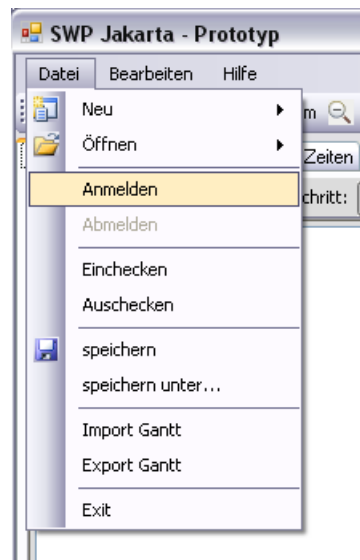 SWP Jakarta - Prototyp
Datei Bearbeiten Hilfe
Neu
m
Öffnen
Zeiten
Anmelden
chritt:
Abmelden
Einchecken
Auschecken
speichern
speichern unter...
Import Gantt
Export Gantt
Exit